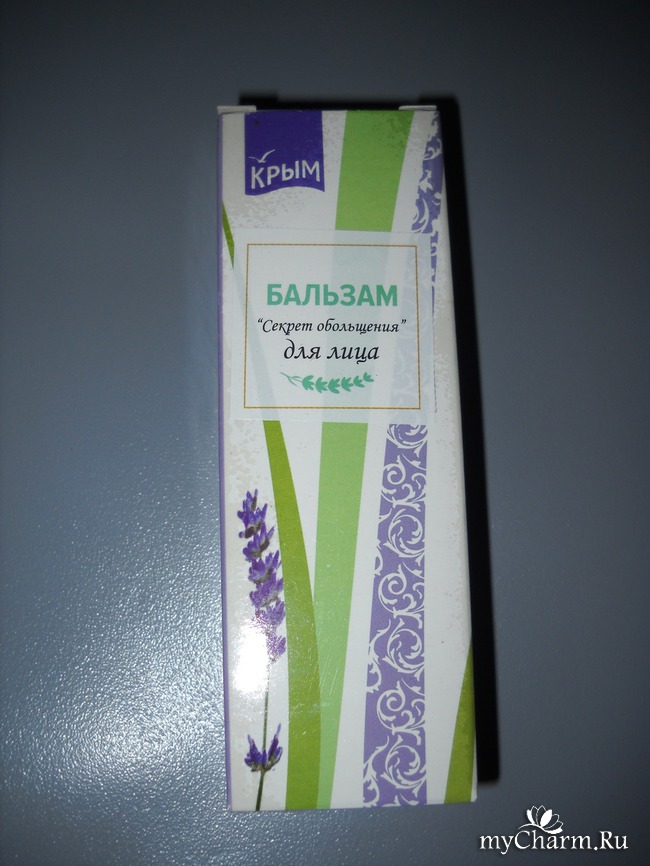 КРЫМ
БАЛЬЗАМ
"Секрет обольщения"
для лица
myCharm.Ru